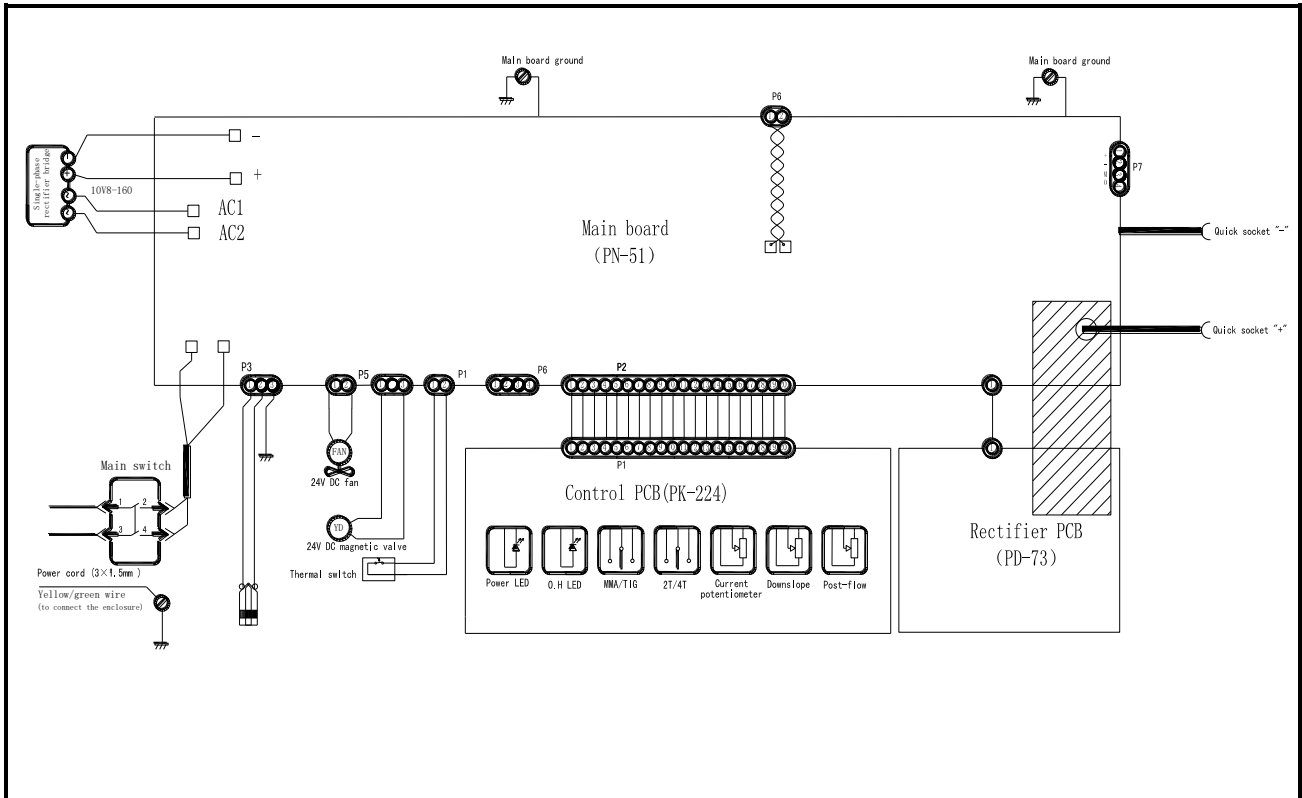 Main board ground
Main board ground
P6
Single-phase
rectifier bridge
10V8-160
-
+
AC1
AC2
P7
Main board
(PN-51)
Quick socket "-"
Quick socket "+"
P3
P5
P1
P6
P2
FAN
24V DC fan
YD
24V DC magnetic valve
Thermal switch
P1
Control PCB(PK-224)
Power LED
O.H LED
MMA/TIG
2T/4T
Current
potentiometer
Downslope
Post-flow
Rectifier PCB
(PD-73)
Main switch
1 2
3 4
Power cord (3×1.5mm )
Yellow/green wire
(to connect the enclosure)